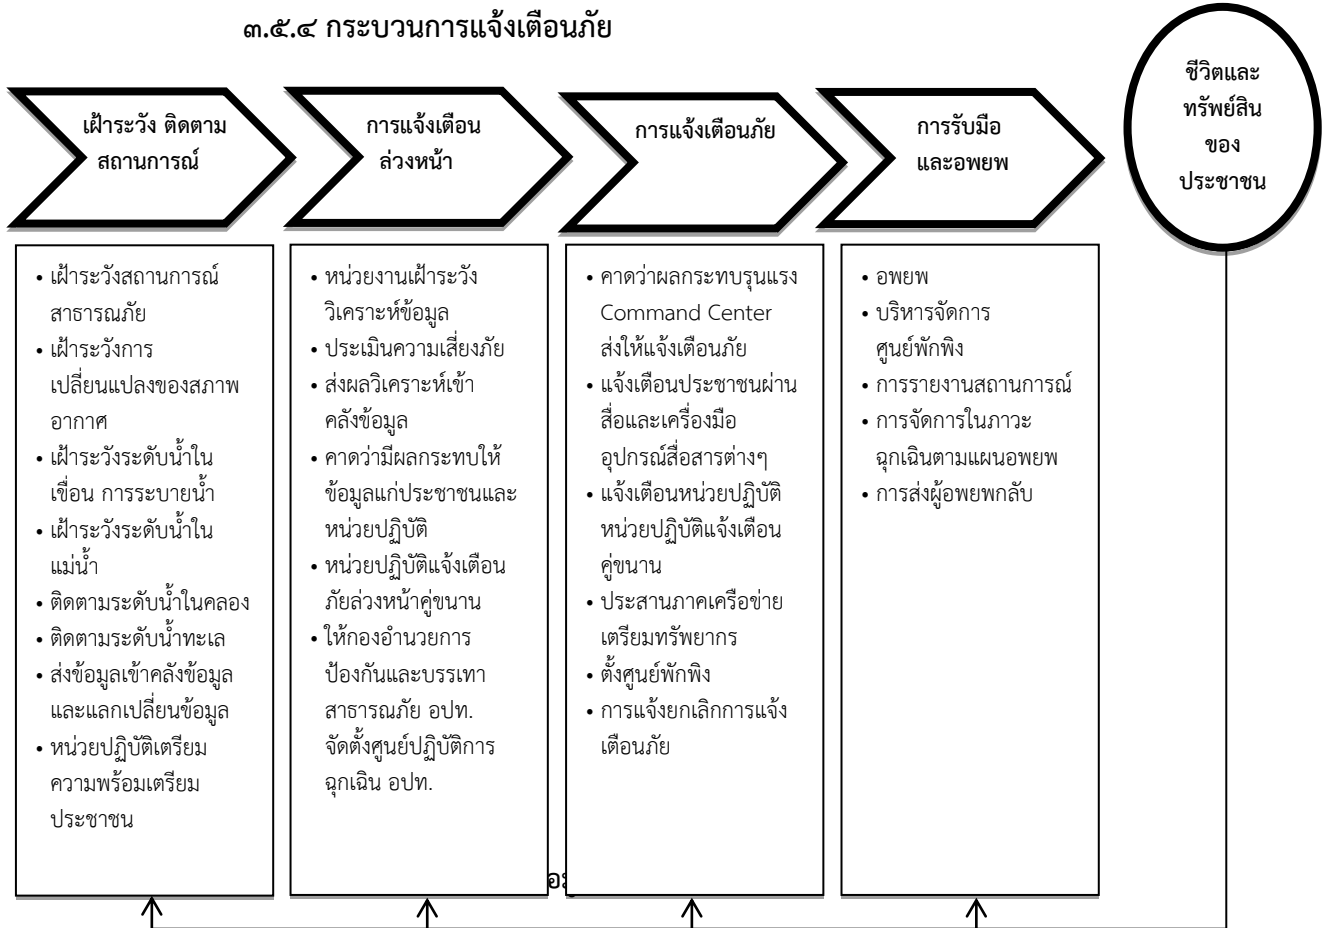 ๓.๕.๔ กระบวนการแจ้งเตือนภัย
เฝ้าระวัง ติดตาม
สถานการณ์
การแจ้งเตือน
ล่วงหน้า
การแจ้งเตือนภัย
การรับมือ
และอพยพ
ชีวิตและ
ทรัพย์สิน
ของ
ประชาชน
• เฝ้าระวังสถานการณ์
สาธารณภัย
• เฝ้าระวังการ
เปลี่ยนแปลงของสภาพ
อากาศ
• เฝ้าระวังระดับน้ำใน
เขื่อน การระบายน้ำ
• เฝ้าระวังระดับน้ำใน
แม่น้ำ
• ติดตามระดับน้ำในคลอง
• ติดตามระดับน้ำทะเล
• ส่งข้อมูลเข้าคลังข้อมูล
และแลกเปลี่ยนข้อมูล
• หน่วยปฏิบัติเตรียม
ความพร้อมเตรียม
ประชาชน
• หน่วยงานเฝ้าระวัง
วิเคราะห์ข้อมูล
• ประเมินความเสี่ยงภัย
• ส่งผลวิเคราะห์เข้า
คลังข้อมูล
• คาดว่ามีผลกระทบให้
ข้อมูลแก่ประชาชนและ
หน่วยปฏิบัติ
• หน่วยปฏิบัติแจ้งเตือน
ภัยล่วงหน้าคู่ขนาน
• ให้กองอำนวยการ
ป้องกันและบรรเทา
สาธารณภัย อปท.
จัดตั้งศูนย์ปฏิบัติการ
ฉุกเฉิน อปท.
• คาดว่าผลกระทบรุนแรง
Command Center
ส่งให้แจ้งเตือนภัย
• แจ้งเตือนประชาชนผ่าน
สื่อและเครื่องมือ
อุปกรณ์สื่อสารต่างๆ
• แจ้งเตือนหน่วยปฏิบัติ
หน่วยปฏิบัติแจ้งเตือน
คู่ขนาน
• ประสานภาคเครือข่าย
เตรียมทรัพยากร
• ตั้งศูนย์พักพิง
• การแจ้งยกเลิกการแจ้ง
เตือนภัย
• อพยพ
• บริหารจัดการ
ศูนย์พักพิง
• การรายงานสถานการณ์
• การจัดการในภาวะ
ฉุกเฉินตามแผนอพยพ
• การส่งผู้อพยพกลับ